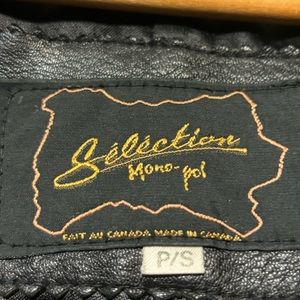 Sélection
Mono-pol
FAIT AU CANADA MADE IN CANADA
P/S